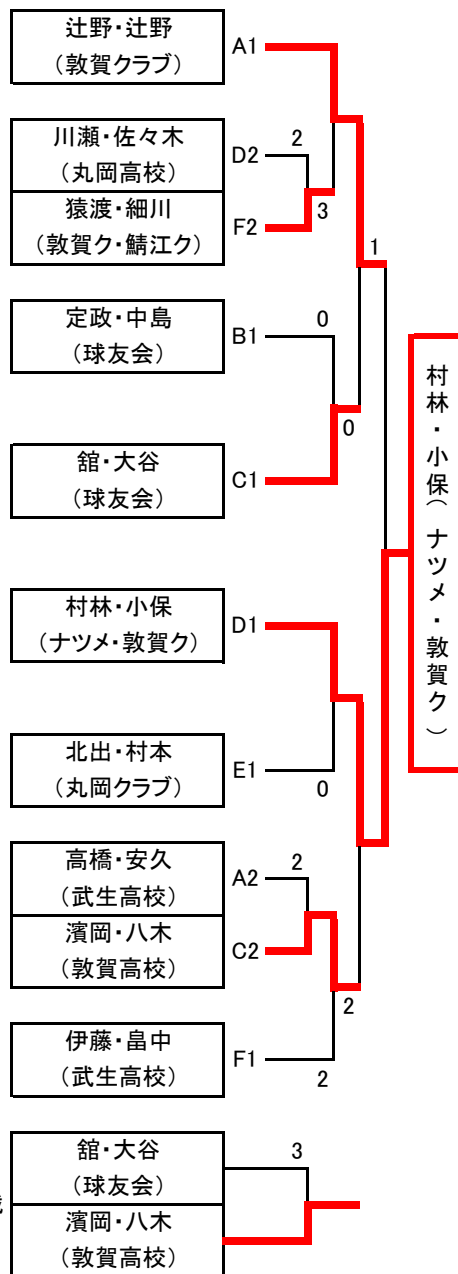 辻野・辻野
(敦賀クラブ)
A1
川瀬・佐々木
(丸岡高校)
2
D2
猿渡・細川
(敦賀ク・鯖江ク)
F2
3
1
定政・中島
(球友会)
0
B1
0
舘・大谷
(球友会)
C1
村林・小保(ナツメ・敦賀ク)
村林・小保
(ナツメ・敦賀ク)
D1
北出・村本
(丸岡クラブ)
E1
0
高橋・安久
(武生高校)
2
A2
濱岡・八木
(敦賀高校)
C2
2
伊藤・畠中
(武生高校)
F1
2
舘・大谷
(球友会)
3
濱岡・八木
(敦賀高校)